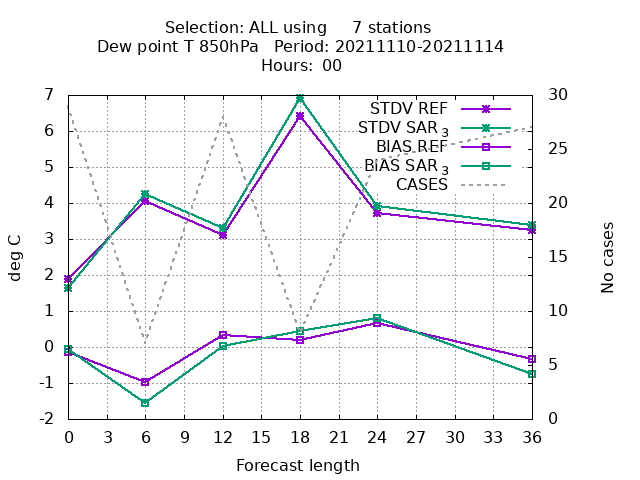 Selection: ALL using     7 stations
Dew point T 850hPa   Period: 20211110-20211114
Hours: 00
7
6
5
4
3
2
1
0
-1
-2
30
25
20
15
10
5
0
deg C
No cases
STDV REF
STDV SAR 3
BIAS REF
BIAS SAR 3
CASES
0 3 6 9 12 15 18 21 24 27 30 33 36
Forecast length